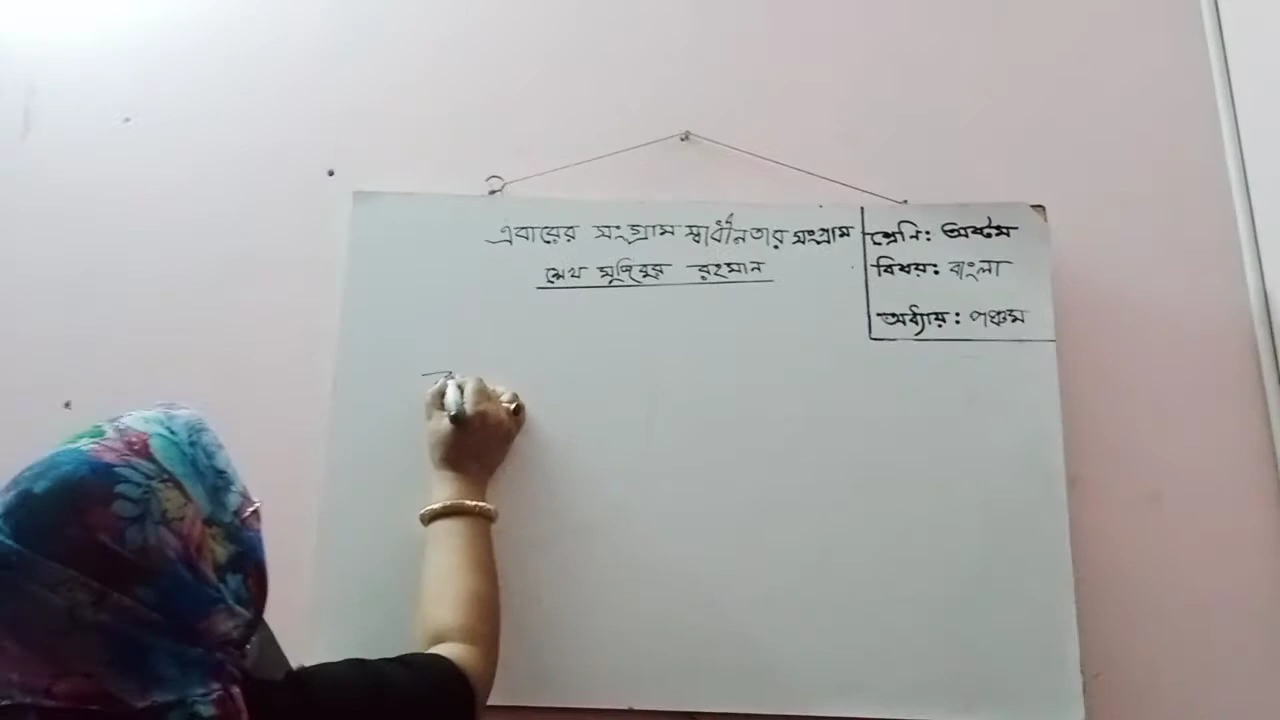 এবারের সংগ্রাম স্বাধীনতার সংগ্রাম
শেখ মুজিবুর রহমান
শ্রেনি: অষ্টম
বিষয়: বাংলা
অধ্যায়: পঞ্চম